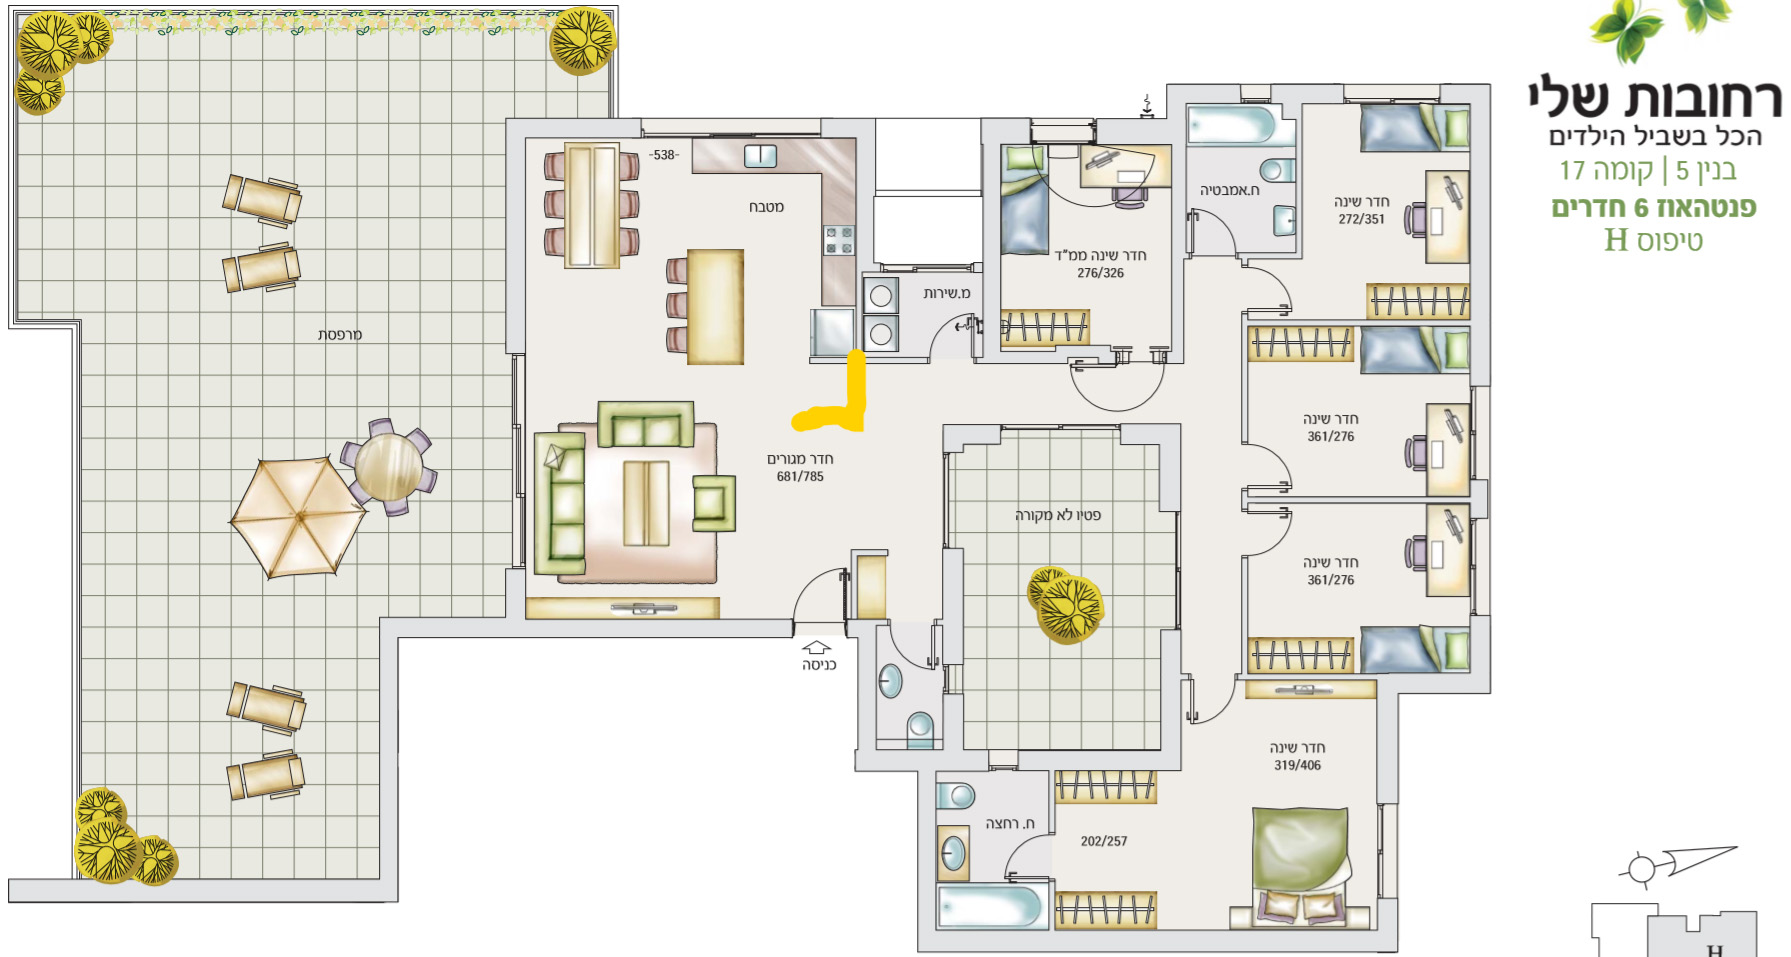 רחובות שלי
הכל בשביל הילדים
בנין 5 | קומה 17
פנטהאוז 6 חדרים
טיפוס H
-538-
מטבח
ח.אמבטיה
חדר שינה
272/351
חדר שינה ממ"ד
276/326
מ.שירות
מרפסת
חדר שינה
361/276
חדר מגורים
681/785
פטיו לא מקורה
חדר שינה
361/276
כניסה
חדר שינה
319/406
ח. רחצה
202/257
H